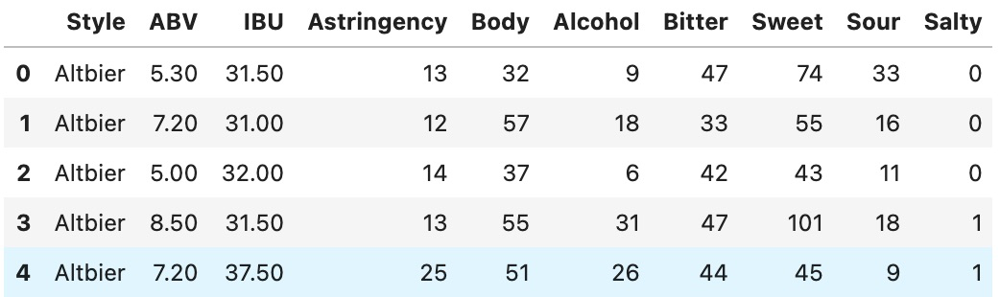 Style ABV IBU Astringency Body Alcohol Bitter Sweet Sour Salty
0 Altbier 5.30 31.50 13 32 9 47 74 33 0
1 Altbier 7.20 31.00 12 57 18 33 55 16 0
2 Altbier 5.00 32.00 14 37 6 42 43 11 0
3 Altbier 8.50 31.50 13 55 31 47 101 18 1
4 Altbier 7.20 37.50 25 51 26 44 45 9 1